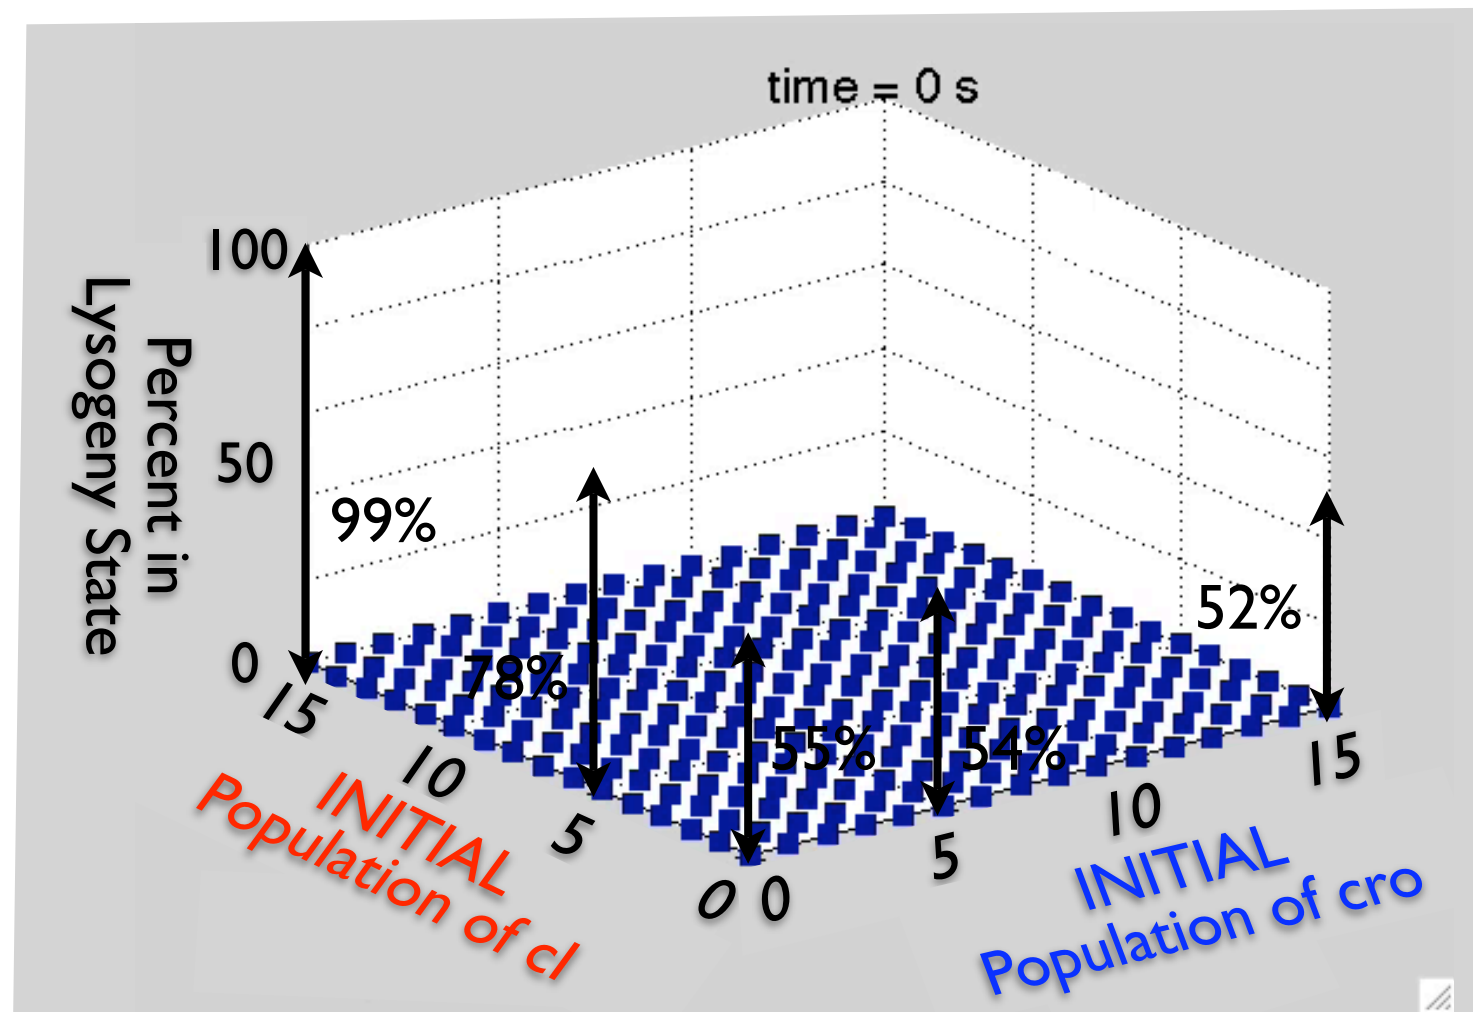 time = 0 s
100
50
0
Percent in
Lysogeny State
99%
78%
55%
54%
52%
15
10
5
0
0
5
10
15
INITIAL
Population of cI
INITIAL
Population of cro